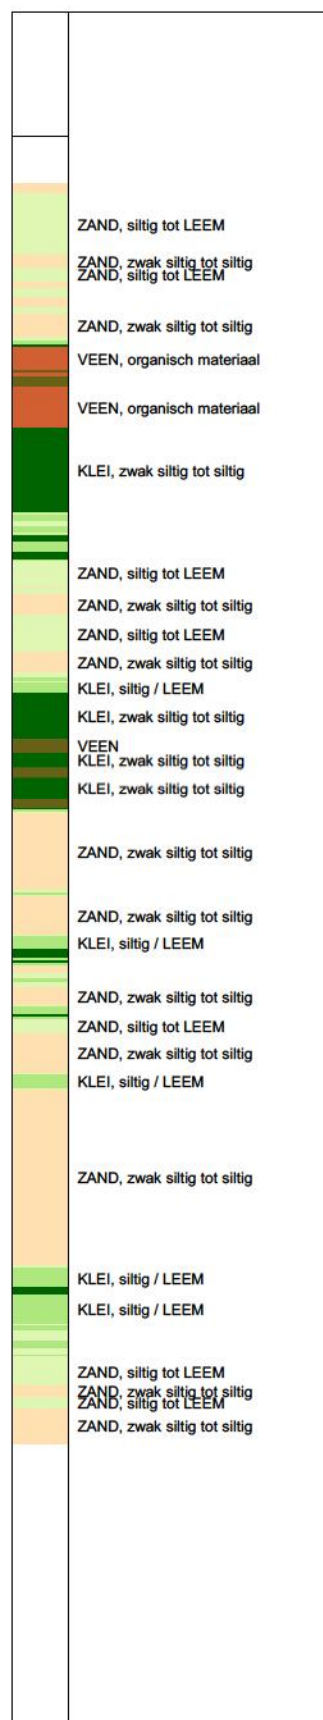 ZAND, siltig tot LEEM
ZAND, zwak siltig tot siltig
ZAND, siltig tot LEEM
ZAND, zwak siltig tot siltig
VEEN, organisch materiaal
VEEN, organisch materiaal
KLEI, zwak siltig tot siltig
ZAND, siltig tot LEEM
ZAND, zwak siltig tot siltig
ZAND, siltig tot LEEM
ZAND, zwak siltig tot siltig
KLEI, siltig / LEEM
KLEI, zwak siltig tot siltig
VEEN
KLEI, zwak siltig tot siltig
KLEI, zwak siltig tot siltig
ZAND, zwak siltig tot siltig
ZAND, zwak siltig tot siltig
KLEI, siltig / LEEM
ZAND, zwak siltig tot siltig
ZAND, siltig tot LEEM
ZAND, zwak siltig tot siltig
KLEI, siltig / LEEM
ZAND, zwak siltig tot siltig
KLEI, siltig / LEEM
KLEI, siltig / LEEM
ZAND, siltig tot LEEM
ZAND, zwak siltig tot siltig
ZAND, siltig tot LEEM
ZAND, zwak siltig tot siltig